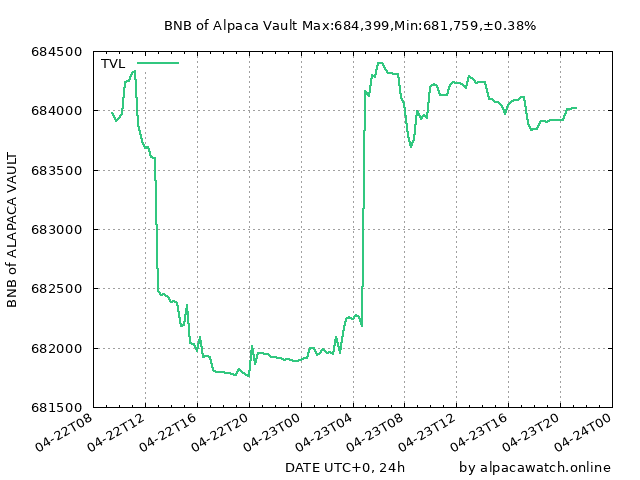 BNB of Alpaca Vault Max:684,399,Min:681,759,±0.38%
TVL
684500
684000
683500
683000
682500
682000
681500
BNB of ALAPACA VAULT
04-22T08
04-22T12
04-22T16
04-22T20
04-23T00
04-23T04
04-23T08
04-23T12
04-23T16
04-23T20
04-24T00
DATE UTC+0, 24h
by alpacawatch.online